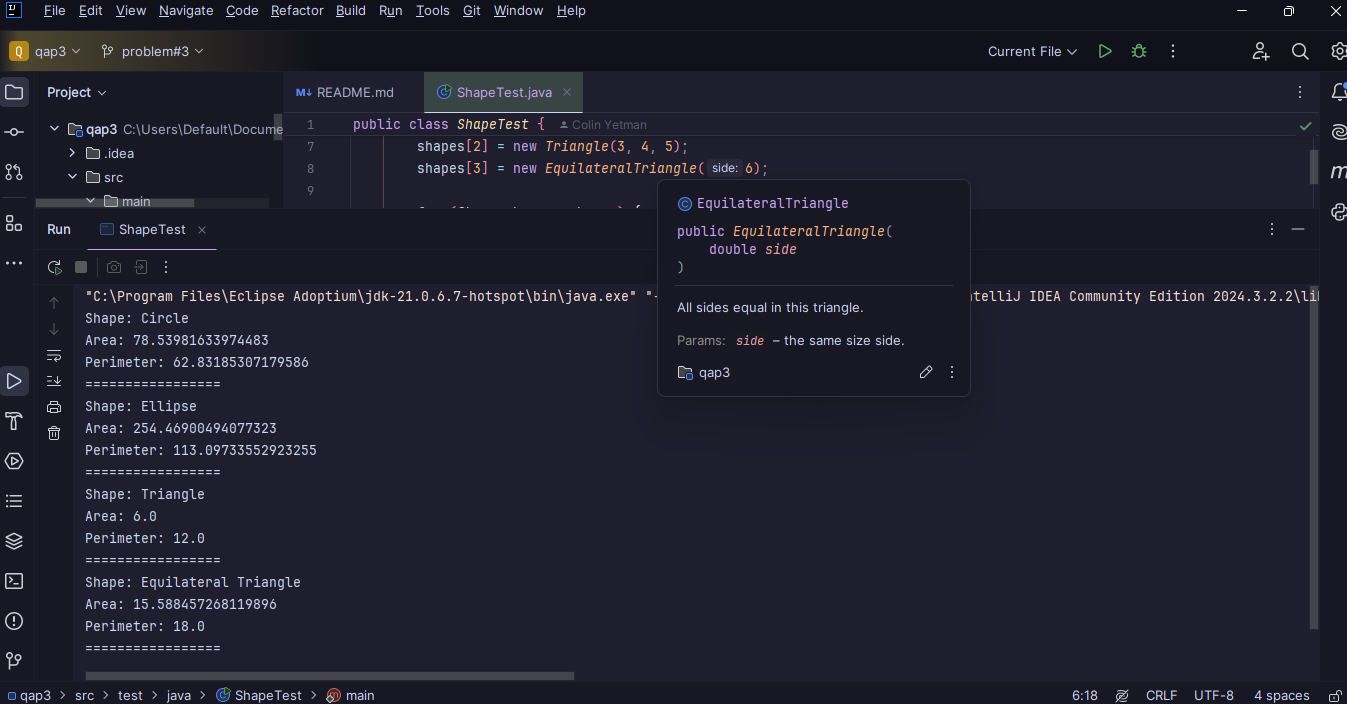 File Edit View Navigate Code Refactor Build Run Tools Git Window Help
Q qap3 problem#3 Current File
Project README.md ShapeTest.java
qap3 C:\Users\Default\Docume
.idea
src
main
1 public class ShapeTest { Colin Yetman
7 shapes[2] = new Triangle(3, 4, 5);
8 shapes[3] = new EquilateralTriangle( side: 6);
9
EquilateralTriangle
public EquilateralTriangle(
double side
)
All sides equal in this triangle.
Params: side – the same size side.
qap3
Run ShapeTest
"C:\Program Files\Eclipse Adoptium\jdk-21.0.6.7-hotspot\bin\java.exe" "- telliJ IDEA Community Edition 2024.3.2.2\li
Shape: Circle
Area: 78.53981633974483
Perimeter: 62.83185307179586
=================
Shape: Ellipse
Area: 254.46900494077323
Perimeter: 113.09733552923255
=================
Shape: Triangle
Area: 6.0
Perimeter: 12.0
=================
Shape: Equilateral Triangle
Area: 15.588457268119896
Perimeter: 18.0
=================
qap3 > src > test > java > ShapeTest > main 6:18 CRLF UTF-8 4 spaces